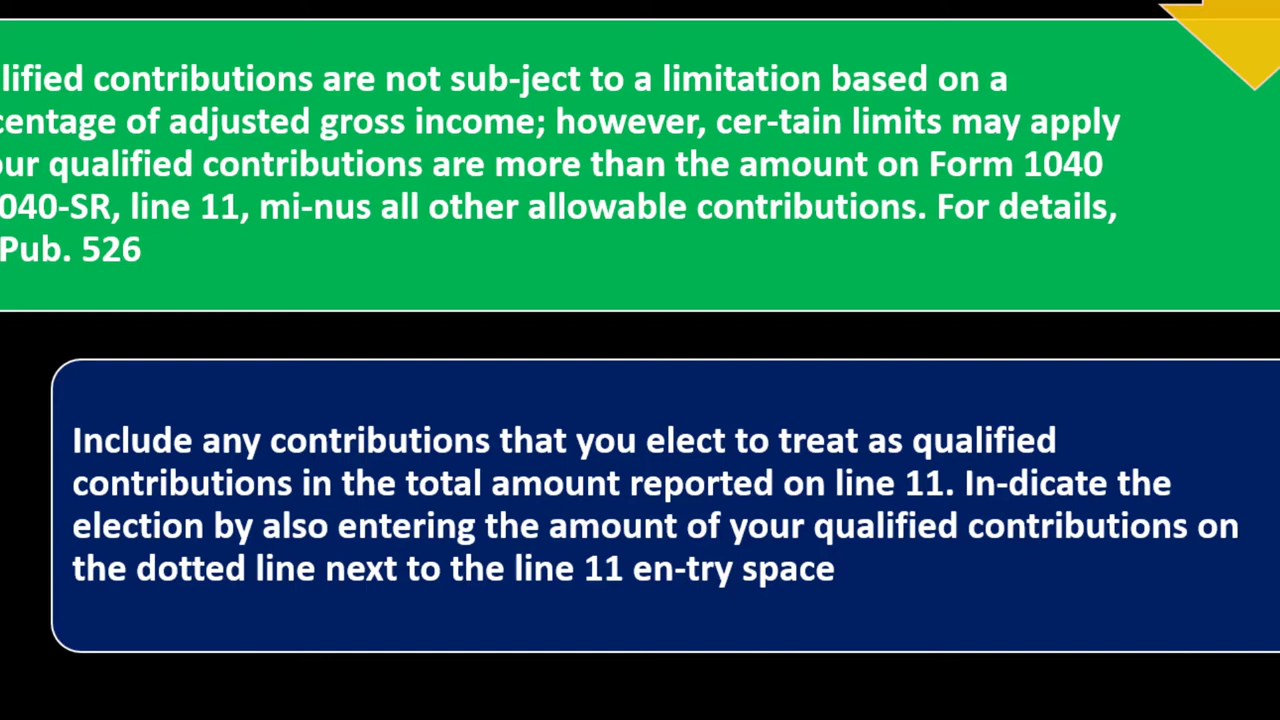 lified contributions are not sub-ject to a limitation based on a
centage of adjusted gross income; however, cer-tain limits may apply
our qualified contributions are more than the amount on Form 1040
040-SR, line 11, mi-nus all other allowable contributions. For details,
Pub. 526
Include any contributions that you elect to treat as qualified
contributions in the total amount reported on line 11. In-dicate the
election by also entering the amount of your qualified contributions on
the dotted line next to the line 11 en-try space